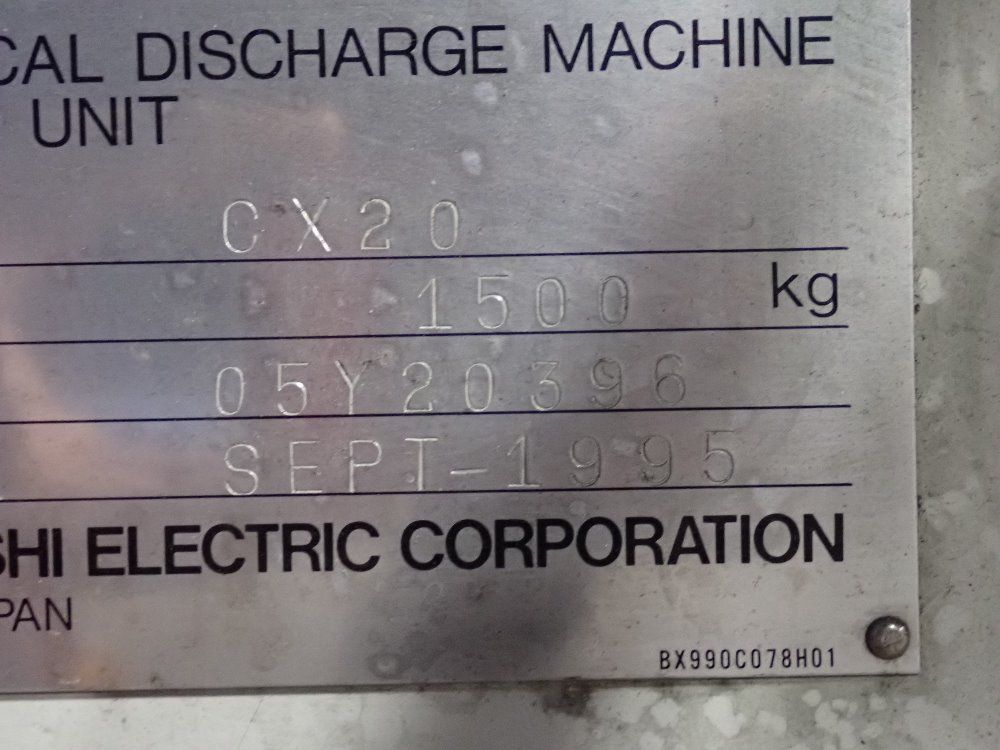 CAL DISCHARGE MACHINE
UNIT
CX20
1500 kg
05Y20396
SEPT-1995
SHI ELECTRIC CORPORATION
PAN
BX990C078H01